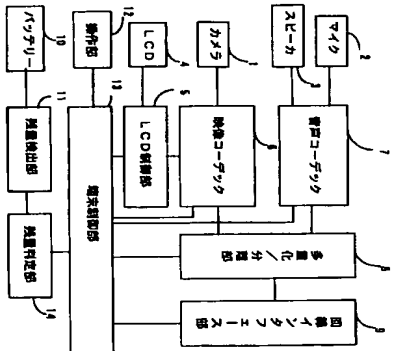 バッテリー
10
操作部
12
LCD
4
カメラ
1
スピーカ
3
マイク
2
残量検出部
11
13
LCD制御部
5
映像コーデック
6
音声コーデック
7
端末制御部
残量判定部
14
多重化/分離部
8
回線インタフェース部
9